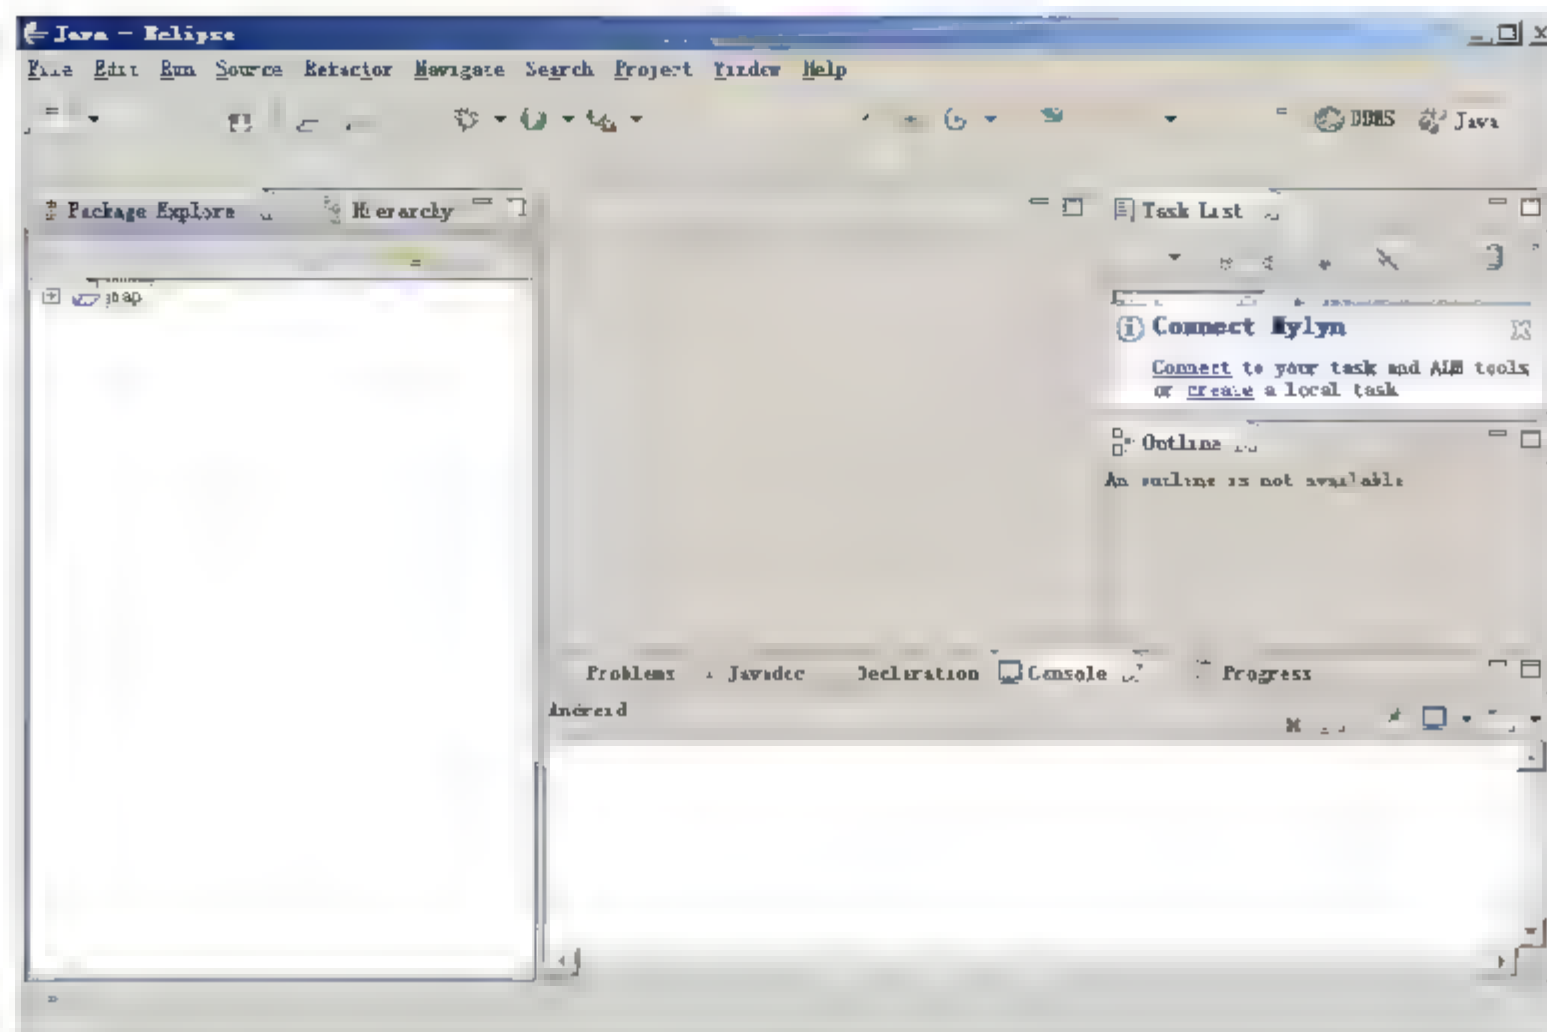 Java - Eclipse
File Edit Run Source Refactor Navigate Search Project Window Help
DDMS Java
Package Explore Hierarchy
Task List
Connect Mylyn
Connect to your task and ALM tools
or create a local task
Outline
An outline is not available
Problems Javadoc Declaration Console Progress
Android